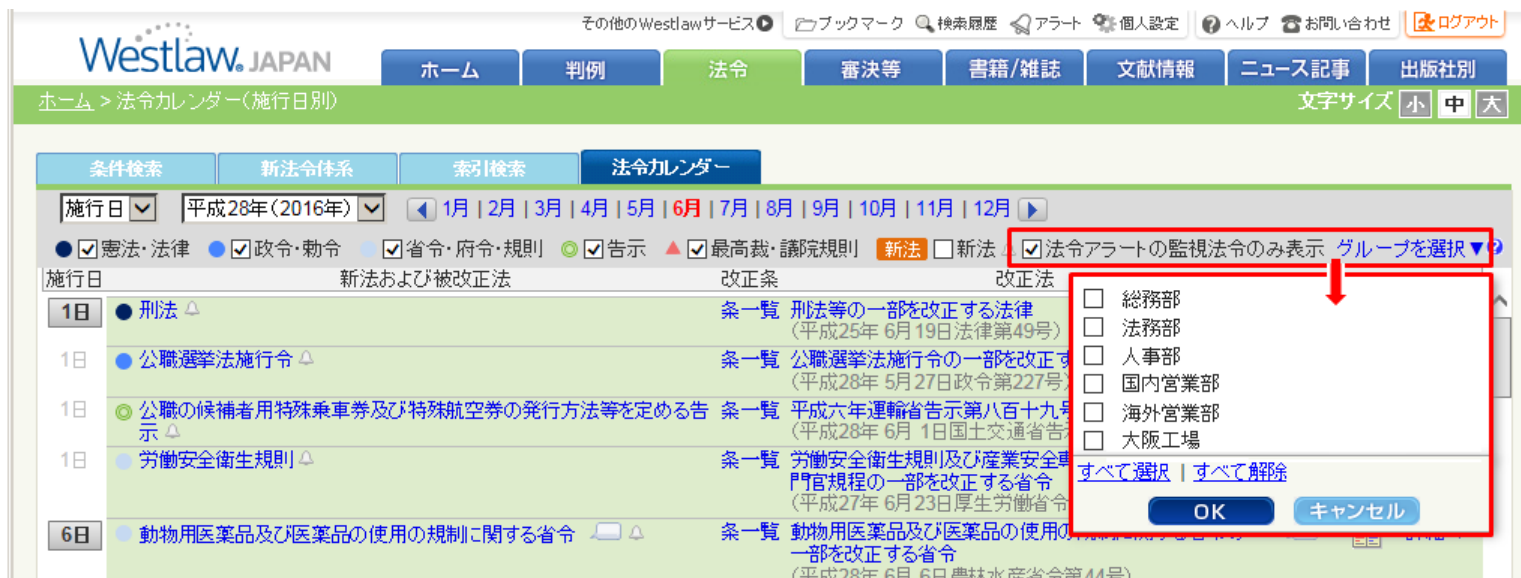 その他のWestlawサービス ブックマーク 検索履歴 アラート 個人設定 ヘルプ お問い合わせ ログアウト
Westlaw. JAPAN
ホーム 判例 法令 審決等 書籍/雑誌 文献情報 ニュース記事 出版社別
ホーム > 法令カレンダー(施行日別) 文字サイズ 小 中 大
条件検索 新法令体系 索引検索 法令カレンダー
施行日 平成28年(2016年) 1月 | 2月 | 3月 | 4月 | 5月 | 6月 | 7月 | 8月 | 9月 | 10月 | 11月 | 12月
憲法・法律 政令・勅令 省令・府令・規則 告示 最高裁・議院規則 新法 新法 法令アラートの監視法令のみ表示 グループを選択▼
施行日 新法および被改正法 改正条 改正法
1日 刑法 条一覧 刑法等の一部を改正する法律
(平成25年 6月19日法律第49号)
1日 公職選挙法施行令 条一覧 公職選挙法施行令の一部を改正す
(平成28年 5月27日政令第227号)
1日 公職の候補者用特殊乗車券及び特殊航空券の発行方法等を定める告 条一覧 平成六年運輸省告示第八百十九号
示 (平成28年 6月 1日国土交通省告
1日 労働安全衛生規則 条一覧 労働安全衛生規則及び産業安全専
門官規程の一部を改正する省令
(平成27年 6月23日厚生労働省令
6日 動物用医薬品及び医薬品の使用の規制に関する省令 条一覧 動物用医薬品及び医薬品の使用の
一部を改正する省令
(平成28年 6月 6日農林水産省令第44号)
総務部
法務部
人事部
国内営業部
海外営業部
大阪工場
すべて選択 | すべて解除
OK キャンセル